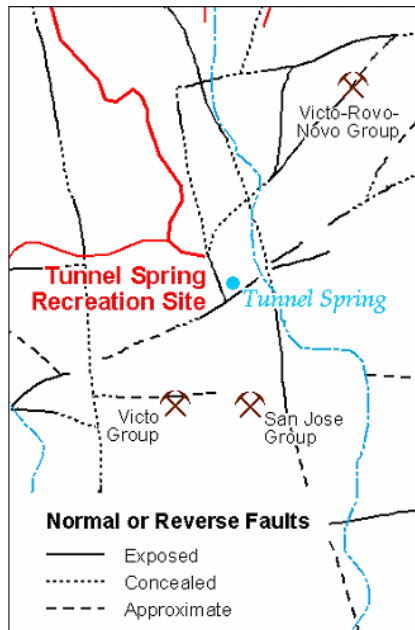 Victo-Rovo-
Novo Group
Tunnel Spring
Recreation Site
Tunnel Spring
Victo
Group
San Jose
Group
Normal or Reverse Faults
Exposed
Concealed
Approximate